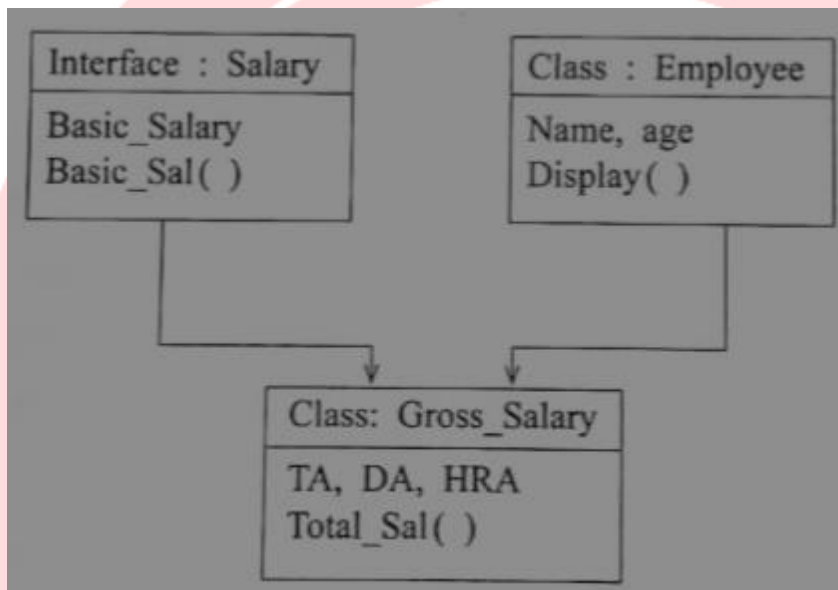 Interface : Salary
Basic_Salary
Basic_Sal( )
Class : Employee
Name, age
Display( )
Class: Gross_Salary
TA, DA, HRA
Total_Sal( )